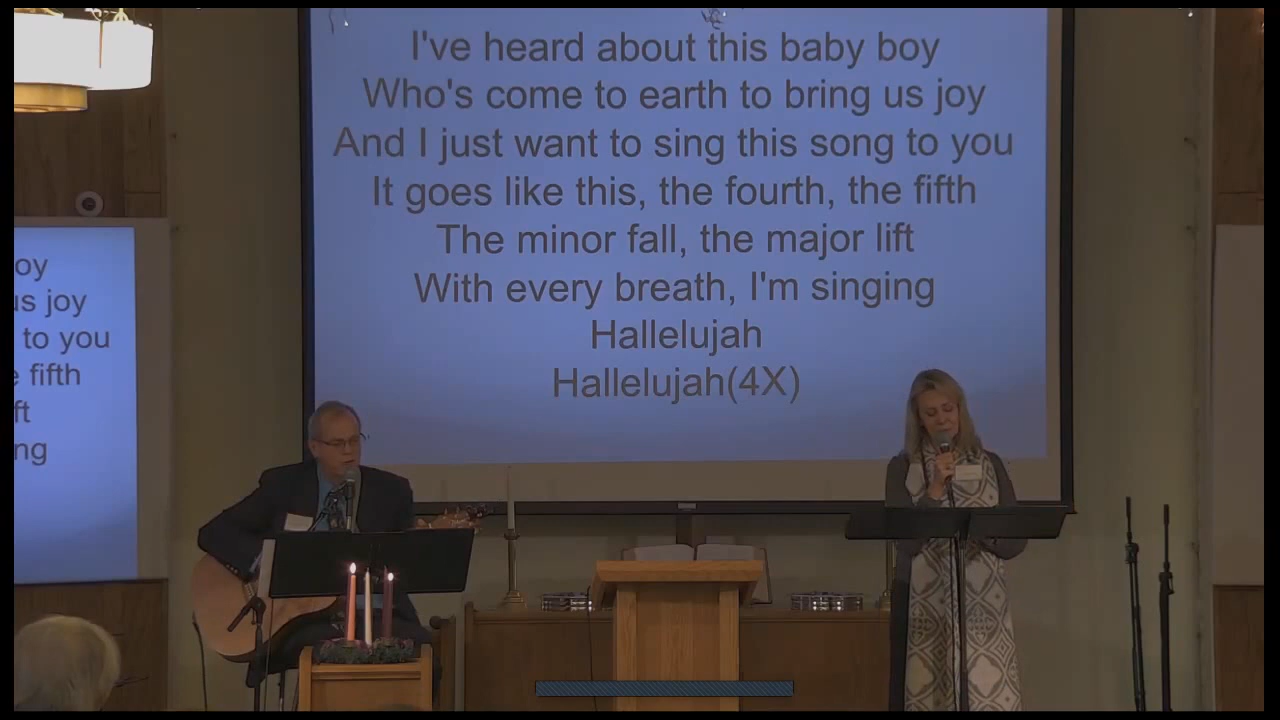 I've heard about this baby boy
Who's come to earth to bring us joy
And I just want to sing this song to you
It goes like this, the fourth, the fifth
The minor fall, the major lift
With every breath, I'm singing
Hallelujah
Hallelujah(4X)
oy
us joy
to you
fifth
ft
ng